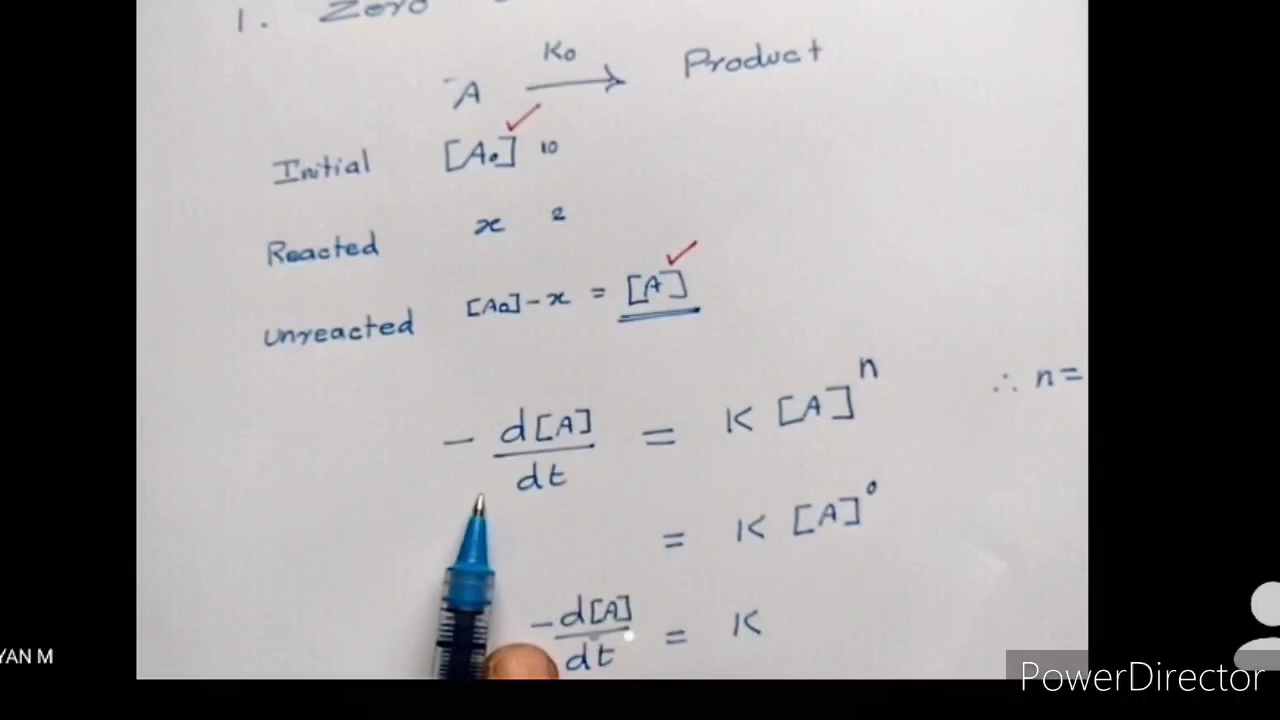 1. Zero
K₀
A ⟶ Product
Initial [A₀] 10
Reacted x 2
Unreacted [A₀]-x = [A]
- d[A]/dt = K [A]ⁿ ∴ n=
= K [A]⁰
-d[A]/dt = K
YAN M
PowerDirector